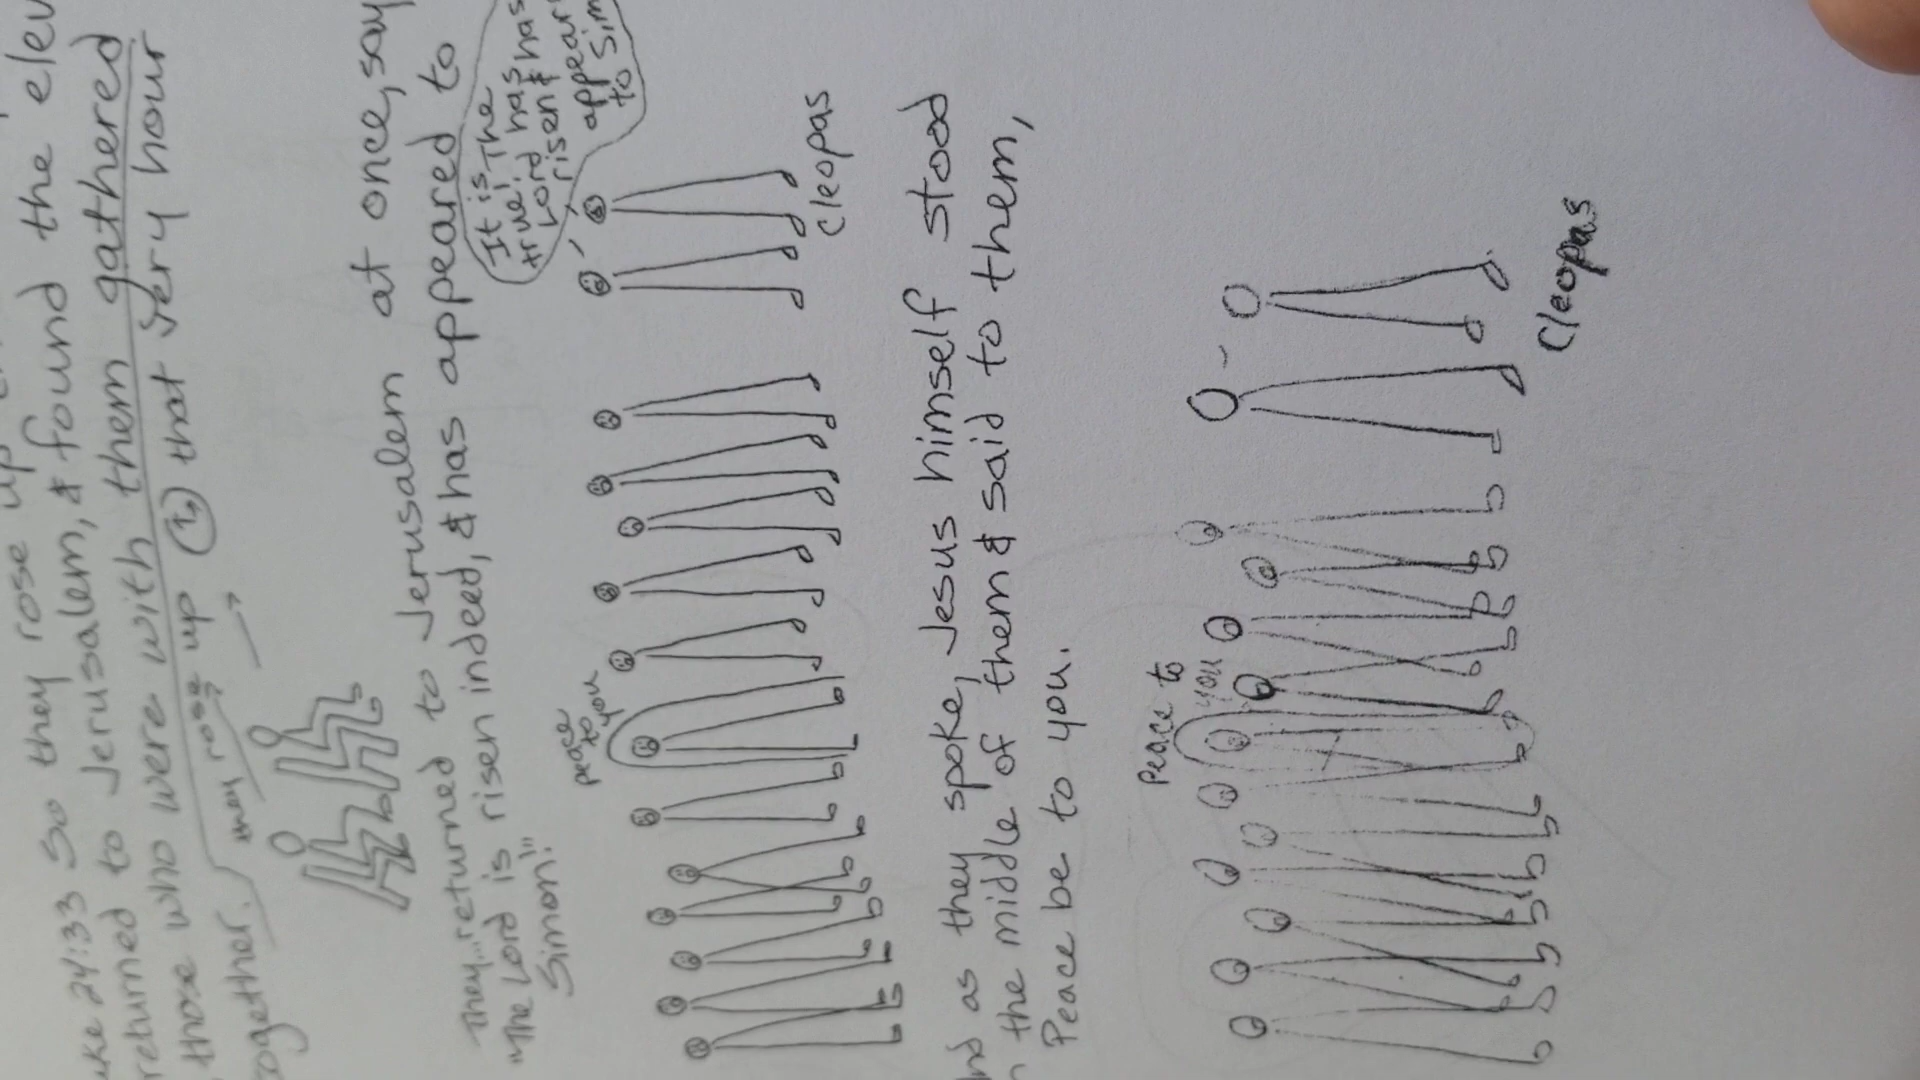 uke 24:33 So they rose up
returned to Jerusalem, & found the elev
those who were with them gathered
together. they rose up ↻ that very hour
at once, say
They...returned to Jerusalem
"The Lord is risen indeed, & has appeared to
Simon!"
It is the
true! The
Lord has
risen & has
appear
to Sim
peace
to
you
Cleopas
nd as they spoke, Jesus himself stood
n the middle of them & said to them,
Peace be to you.
Peace to
you
Cleopas